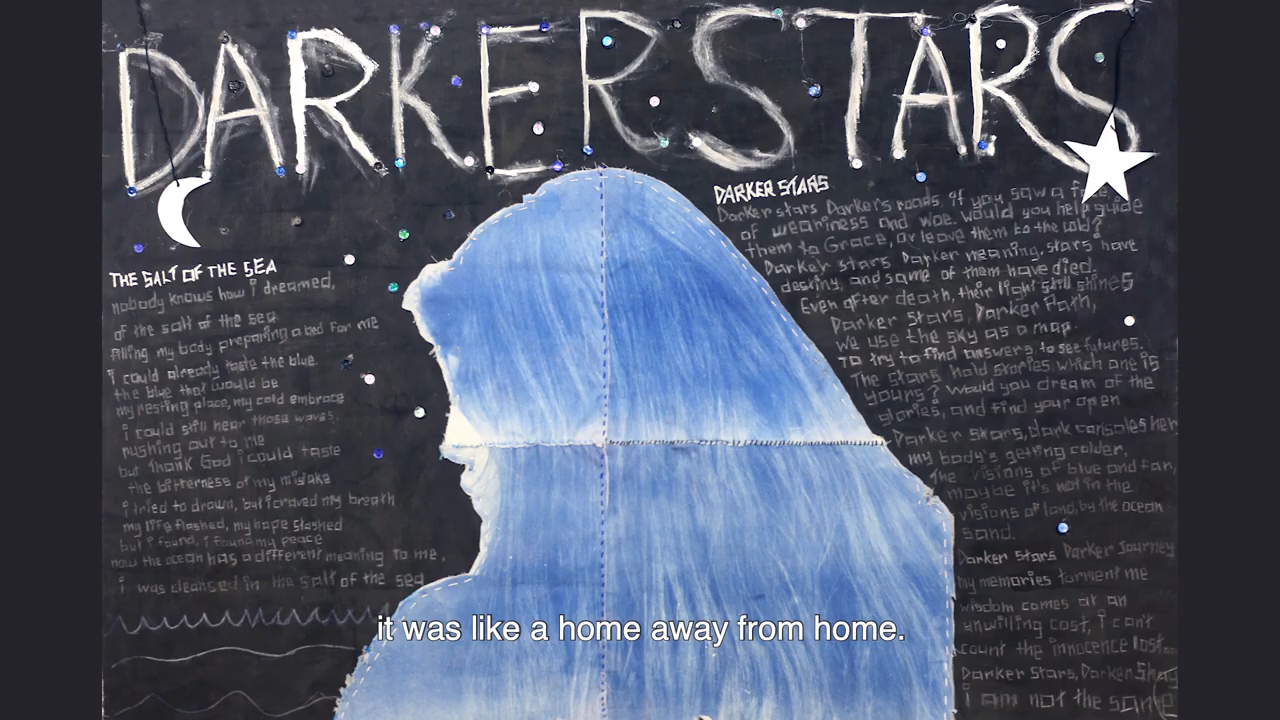 DARKERSTARS
THE SALT OF THE SEA
nobody knows how i dreamed,
of the salt of the sea
filling my body preparing a bed for me
i could already taste the blue
the blue that would be
my resting place, my cold embrace
i could still hear those waves,
rushing out to me
but thank God i could taste
the bitterness of my mistake
i tried to drown, but i craved my breath
my life flashed, my hope slashed
but i found, i found my peace
now the ocean has a different meaning to me.
i was cleansed in the salt of the sea
DARKER STARS
Darker stars Darkers roads. if you saw a face
of weariness and woe. would you help guide
them to Grace, or leave them to the cold?
Darker stars Darker meaning, stars have
destiny, and some of them have died.
Even after death, their light still shines
Darker Stars, Darker Path,
we use the sky as a map.
To try to find answers, to see futures.
The stars hold stories, which one is
yours? would you dream of the
stories, and find your open
Darker stars, dark consoles her
my body's getting colder.
The visions of blue and far,
maybe it's not in the
visions of land, by the ocean
sand.
Darker Stars Darker Journey
my memories torment me
wisdom comes at an
unwilling cost, i can't
count the innocence lost...
Darker Stars, Darker
i am not the same
it was like a home away from home.